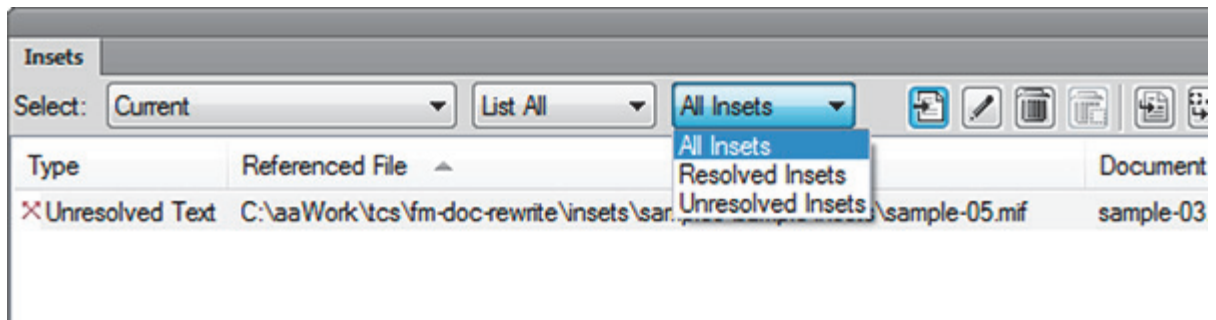 Insets
Select: Current List All All Insets
All Insets
Type Referenced File Document
Resolved Insets
Unresolved Insets
Unresolved Text C:\aaWork\tcs\fm-doc-rewrite\insets\ \sample-05.mif sample-03